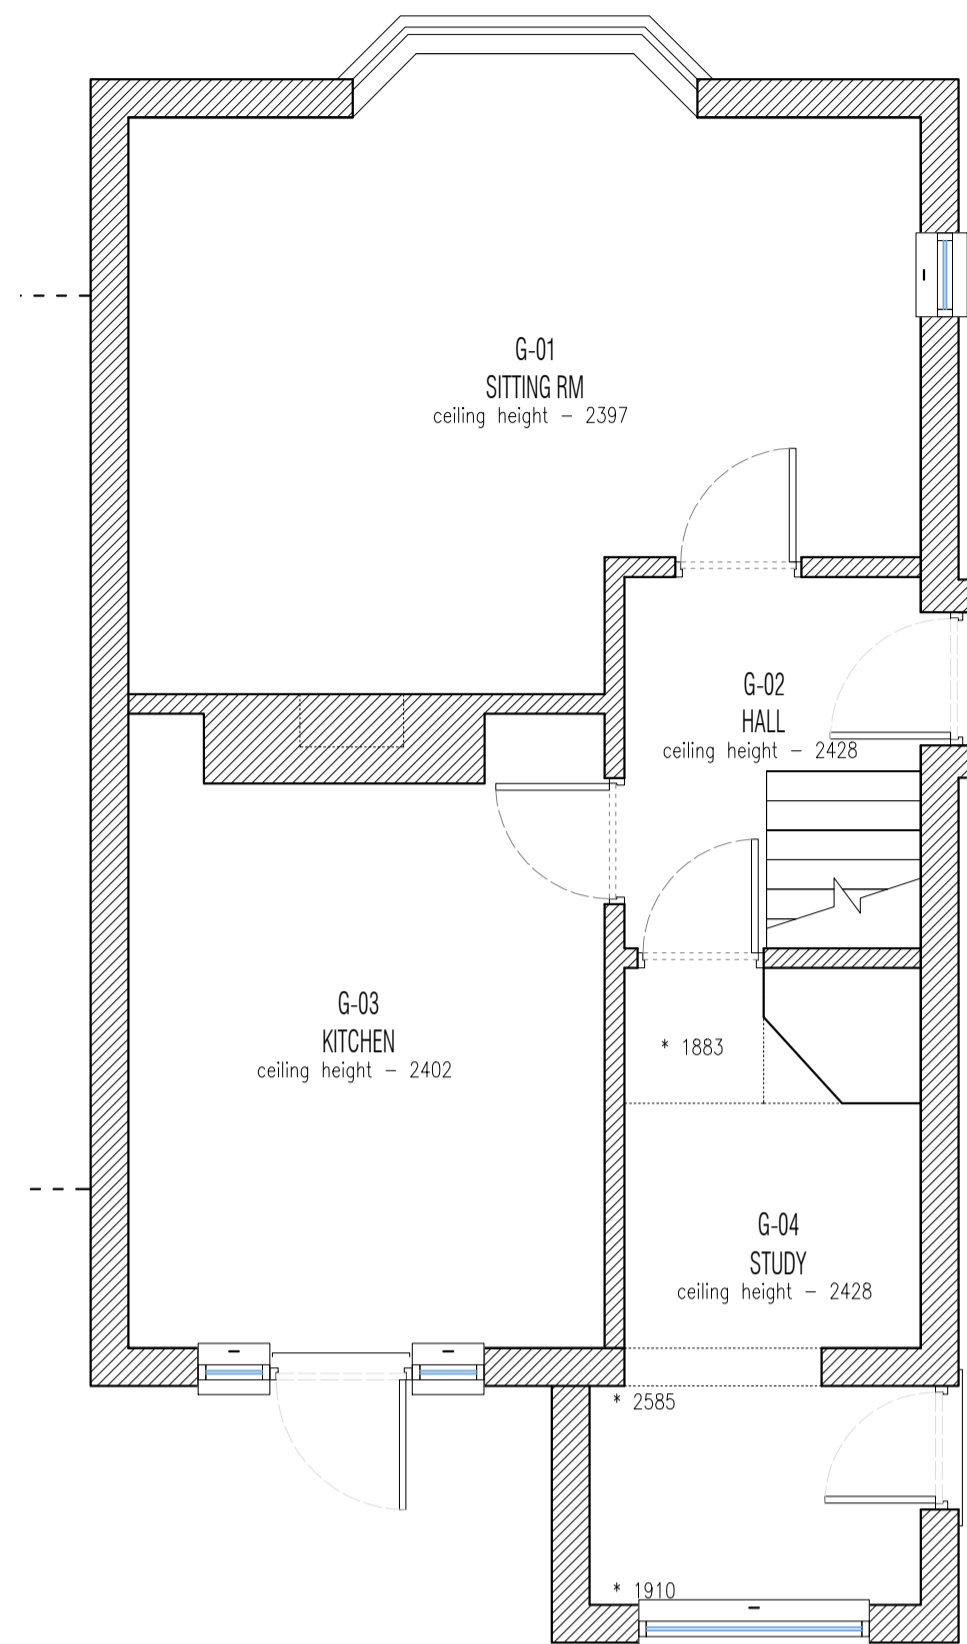 G-01
SITTING RM
ceiling height - 2397
G-02
HALL
ceiling height - 2428
G-03
KITCHEN
ceiling height - 2402
* 1883
G-04
STUDY
ceiling height - 2428
* 2585
* 1910